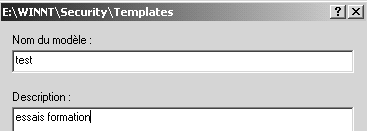 E:\WINNT\Security\Templates
Nom du modèle :
test
Description :
essais formation